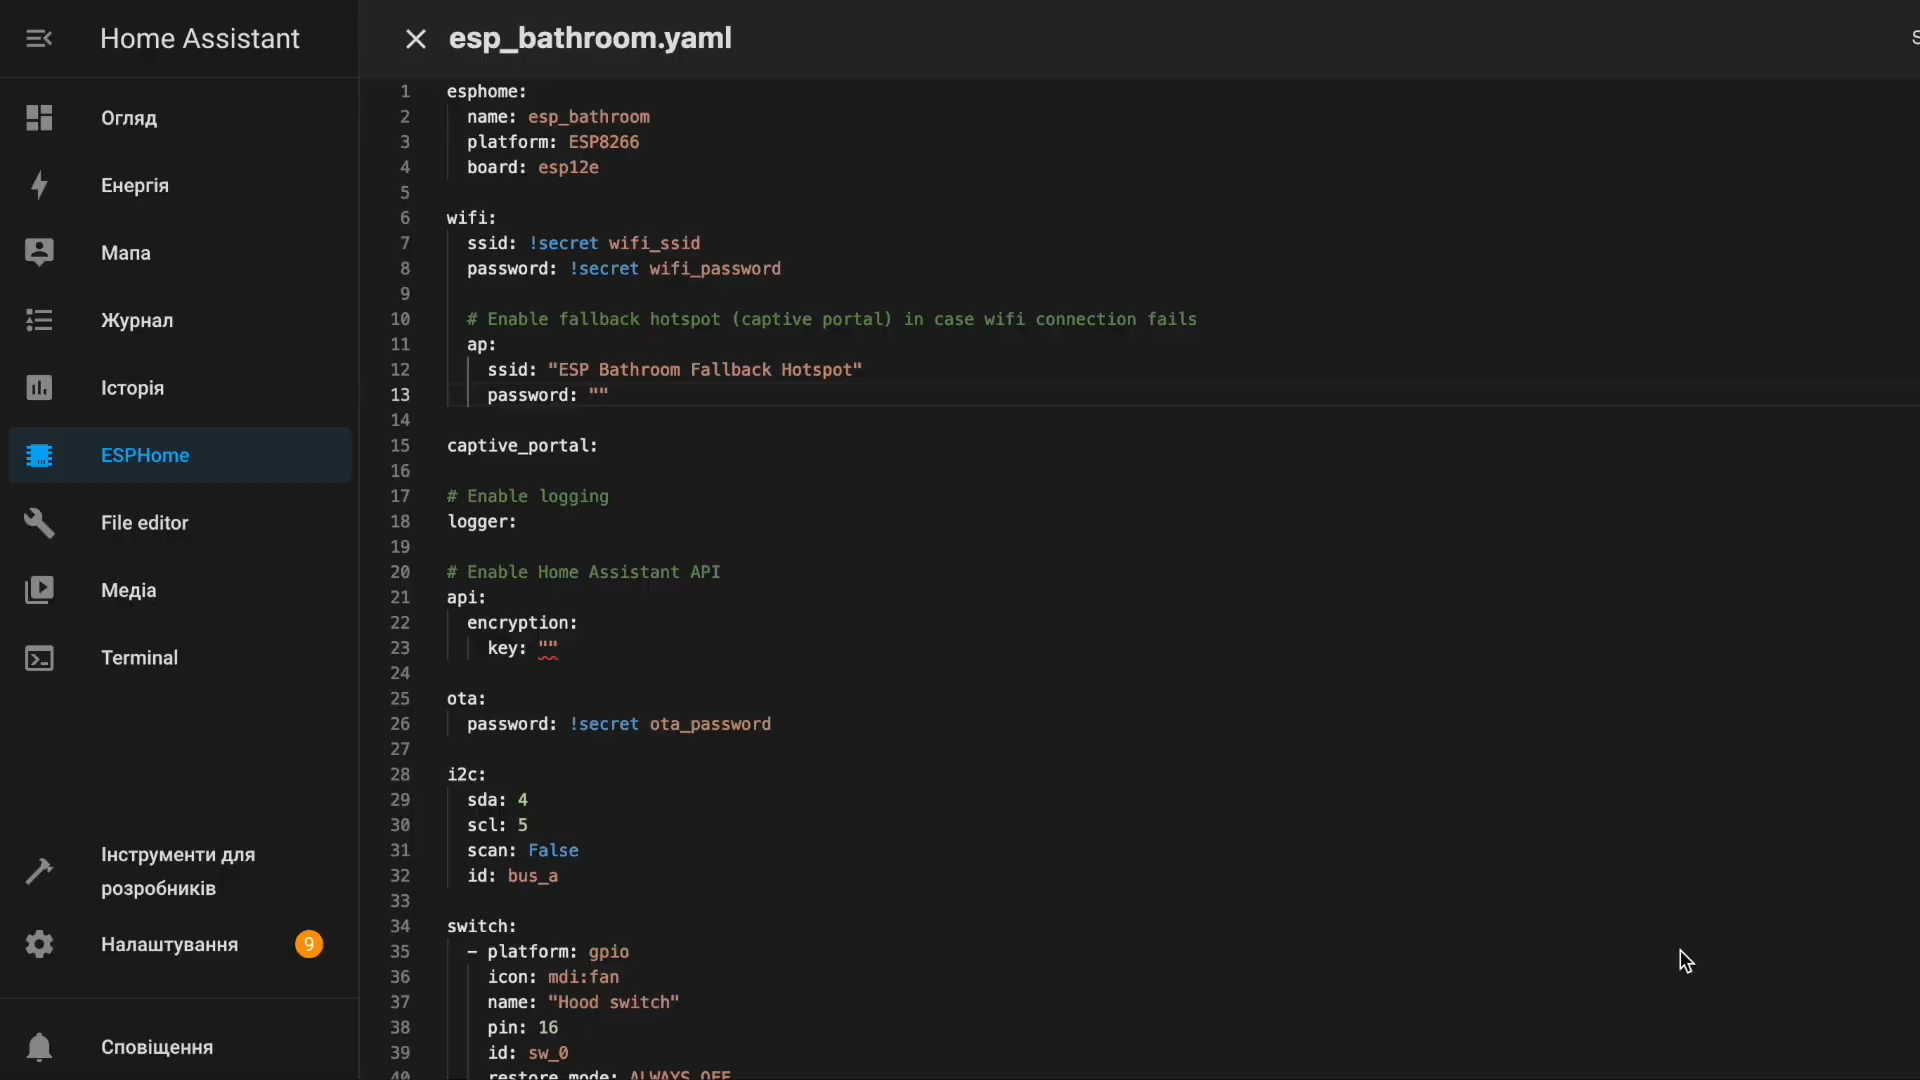 Home Assistant
Огляд
Енергія
Мапа
Журнал
Історія
ESPHome
File editor
Медіа
Terminal
Інструменти для
розробників
Налаштування 9
Сповіщення
esp_bathroom.yaml
1 esphome:
2 name: esp_bathroom
3 platform: ESP8266
4 board: esp12e
5
6 wifi:
7 ssid: !secret wifi_ssid
8 password: !secret wifi_password
9
10 # Enable fallback hotspot (captive portal) in case wifi connection fails
11 ap:
12 ssid: "ESP Bathroom Fallback Hotspot"
13 password: ""
14
15 captive_portal:
16
17 # Enable logging
18 logger:
19
20 # Enable Home Assistant API
21 api:
22 encryption:
23 key: ""
24
25 ota:
26 password: !secret ota_password
27
28 i2c:
29 sda: 4
30 scl: 5
31 scan: False
32 id: bus_a
33
34 switch:
35 - platform: gpio
36 icon: mdi:fan
37 name: "Hood switch"
38 pin: 16
39 id: sw_0
40 restore_mode: ALWAYS_OFF